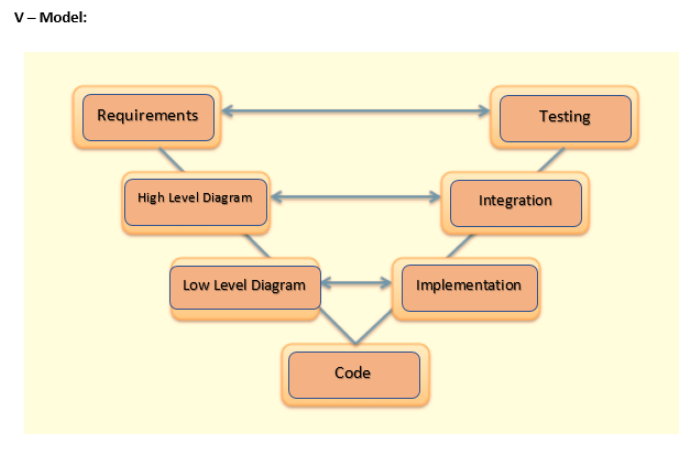 V – Model:
Requirements
Testing
High Level Diagram
Integration
Low Level Diagram
Implementation
Code